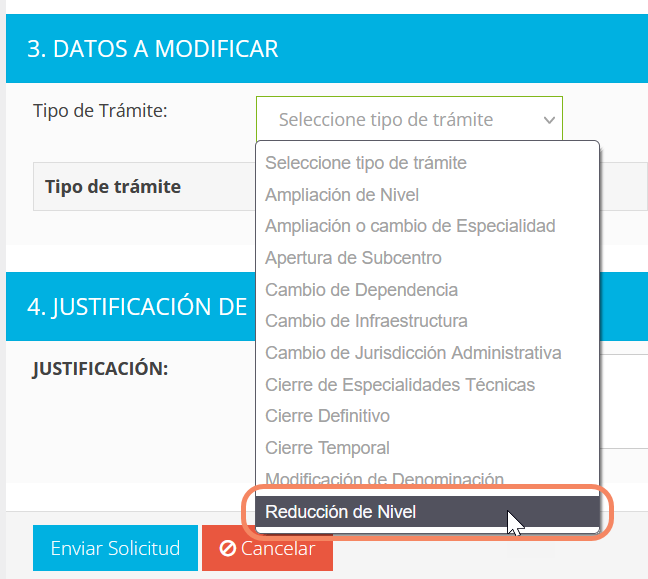 3. DATOS A MODIFICAR
Tipo de Trámite:
Seleccione tipo de trámite
Seleccione tipo de trámite
Tipo de trámite
Ampliación de Nivel
Ampliación o cambio de Especialidad
Apertura de Subcentro
Cambio de Dependencia
4. JUSTIFICACIÓN DE
Cambio de Infraestructura
Cambio de Jurisdicción Administrativa
JUSTIFICACIÓN:
Cierre de Especialidades Técnicas
Cierre Definitivo
Cierre Temporal
Modificación de Denominación
Reducción de Nivel
Enviar Solicitud
Cancelar